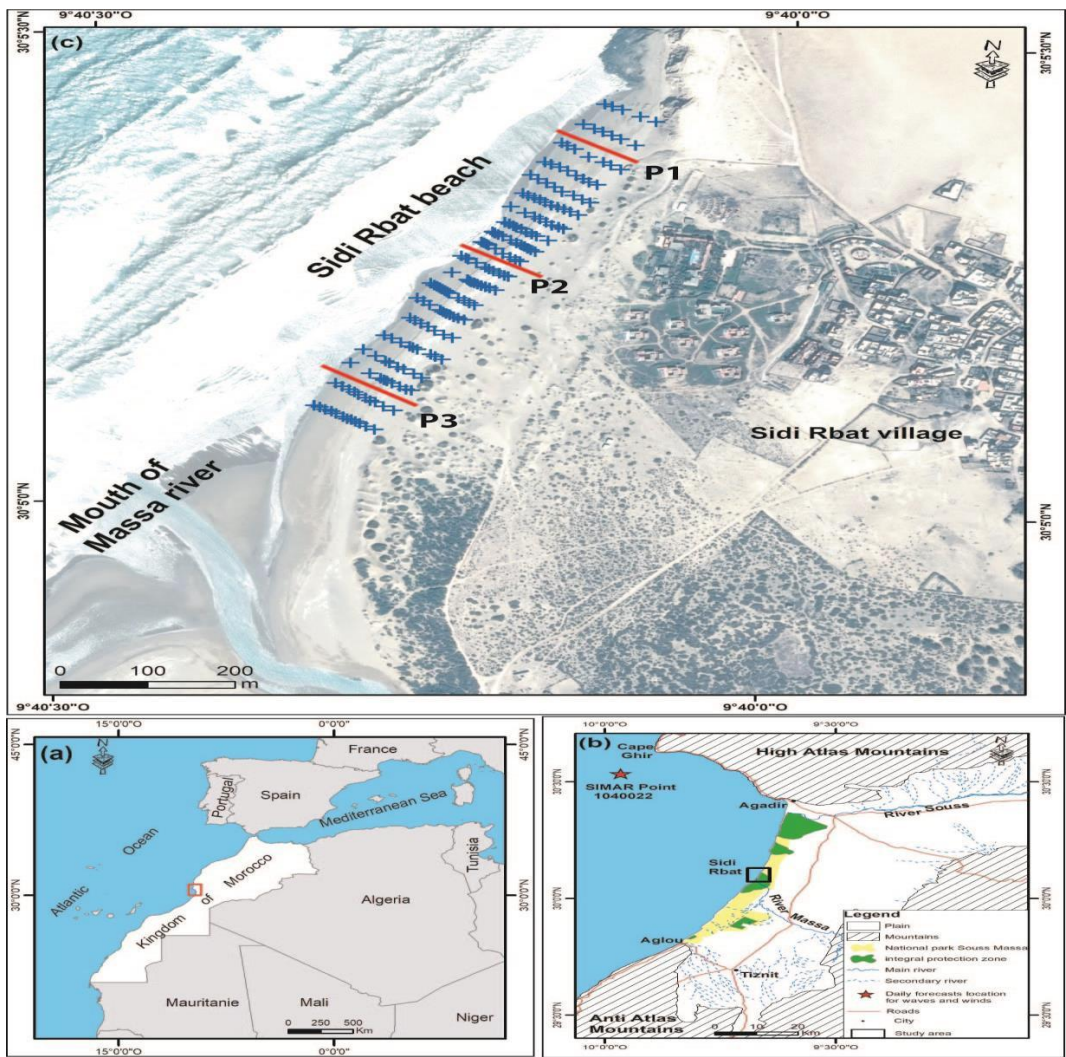 9°40'30"O
9°40'0"O
30°5'30"N
30°5'30"N
(c)
N
Sidi Rbat beach
P1
P2
P3
Sidi Rbat village
Mouth of
Massa river
30°5'0"N
30°5'0"N
0 100 200
m
9°40'30"O
9°40'0"O
15°0'0"O
0°0'0"
(a)
N
45°0'0"N
45°0'0"N
France
Portugal
Spain
Mediterranean Sea
Atlantic Ocean
Tunisia
Kingdom of Morocco
Algeria
30°0'0"N
30°0'0"N
Mauritanie
Mali
Niger
0 250 500
Km
15°0'0"O
0°0'0"
10°0'0"O
9°30'0"O
(b)
N
Cape
Ghir
High Atlas Mountains
SIMAR Point
1040022
Agadir
River Souss
Sidi
Rbat
River Massa
Aglou
Tiznit
Anti Atlas
Mountains
0 10 20
Km
Legend
Plain
Mountains
National park Souss Massa
integral protection zone
Main river
Secondary river
Daily forecasts location
for waves and winds
Roads
City
Study area
30°0'0"N
30°0'0"N
10°0'0"O
9°30'0"O